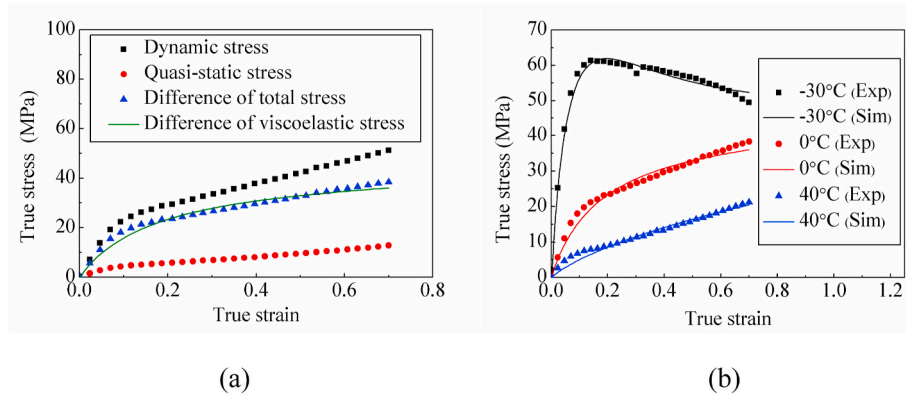 100
80
60
40
20
0
0.0
0.2
0.4
0.6
0.8
True stress (MPa)
True strain
Dynamic stress
Quasi-static stress
Difference of total stress
Difference of viscoelastic stress
(a)
70
60
50
40
30
20
10
0
0.0
0.2
0.4
0.6
0.8
1.0
1.2
True stress (MPa)
True strain
-30°C (Exp)
-30°C (Sim)
0°C (Exp)
0°C (Sim)
40°C (Exp)
40°C (Sim)
(b)